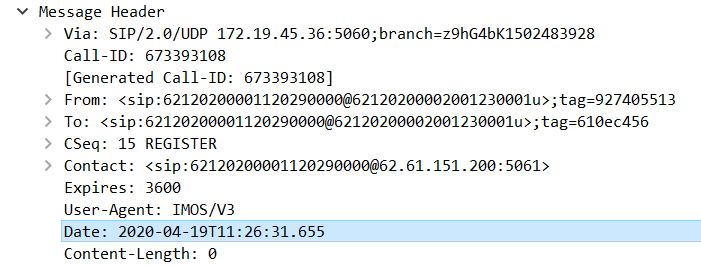 Message Header
Via: SIP/2.0/UDP 172.19.45.36:5060;branch=z9hG4bK1502483928
Call-ID: 673393108
[Generated Call-ID: 673393108]
From: <sip:62120200001120290000@62120200002001230001u>;tag=927405513
To: <sip:62120200001120290000@62120200002001230001u>;tag=610ec456
CSeq: 15 REGISTER
Contact: <sip:62120200001120290000@62.61.151.200:5061>
Expires: 3600
User-Agent: IMOS/V3
Date: 2020-04-19T11:26:31.655
Content-Length: 0